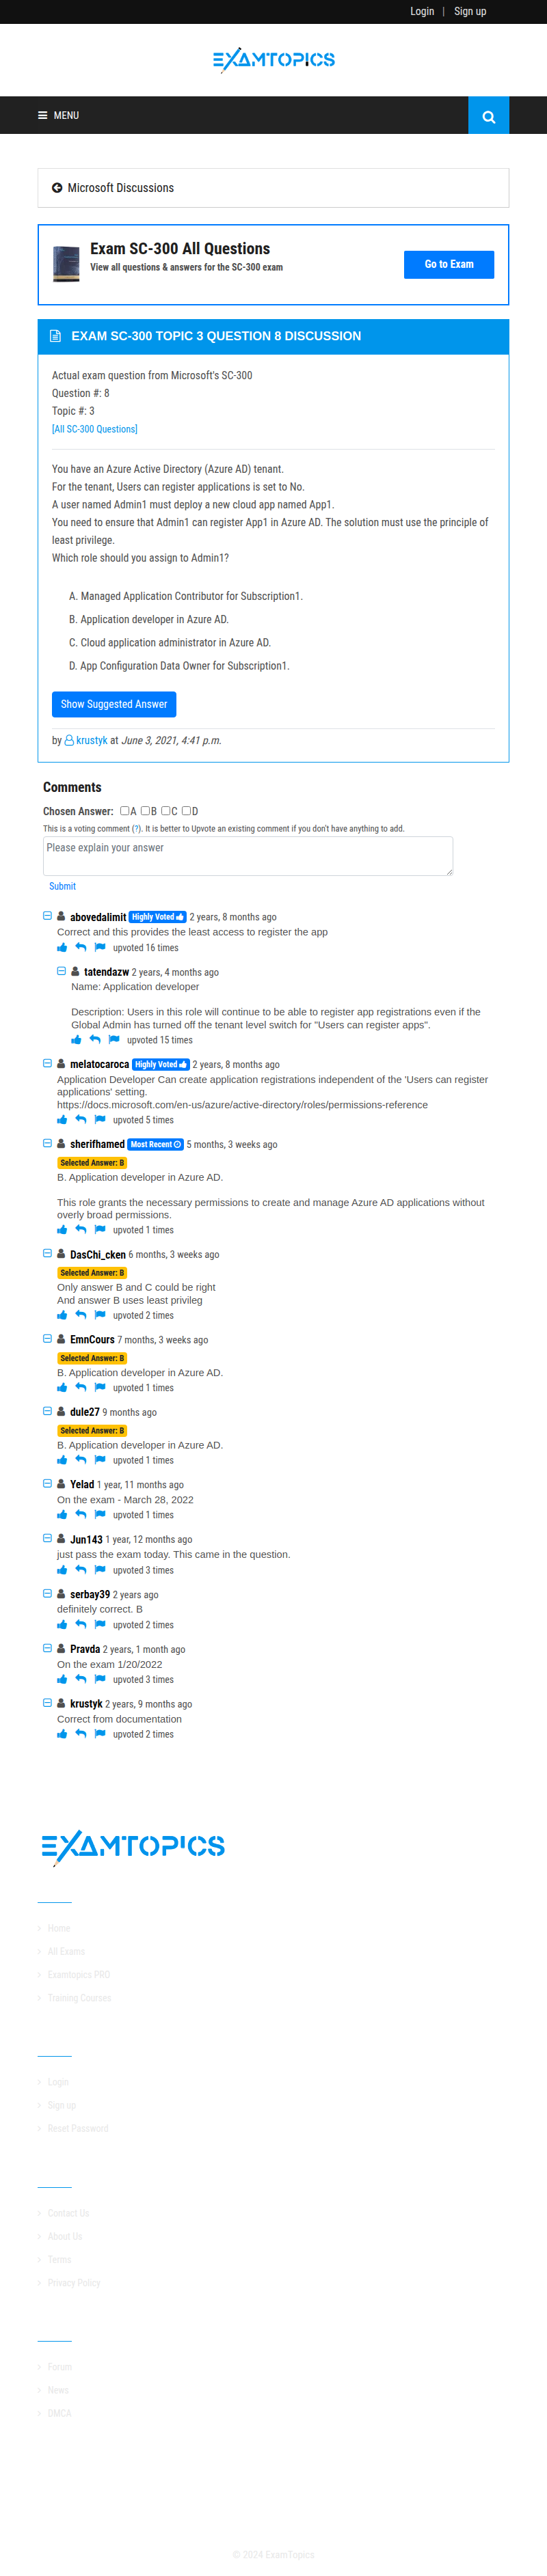 Login | Sign up
EXAMTOPICS
MENU
Microsoft Discussions
Exam SC-300 All Questions
View all questions & answers for the SC-300 exam
Go to Exam
EXAM SC-300 TOPIC 3 QUESTION 8 DISCUSSION
Actual exam question from Microsoft's SC-300
Question #: 8
Topic #: 3
[All SC-300 Questions]
You have an Azure Active Directory (Azure AD) tenant.
For the tenant, Users can register applications is set to No.
A user named Admin1 must deploy a new cloud app named App1.
You need to ensure that Admin1 can register App1 in Azure AD. The solution must use the principle of
least privilege.
Which role should you assign to Admin1?
A. Managed Application Contributor for Subscription1.
B. Application developer in Azure AD.
C. Cloud application administrator in Azure AD.
D. App Configuration Data Owner for Subscription1.
Show Suggested Answer
by krustyk at June 3, 2021, 4:41 p.m.
Comments
Chosen Answer: A B C D
This is a voting comment (?). It is better to Upvote an existing comment if you don't have anything to add.
Please explain your answer
Submit
abovedalimit Highly Voted 2 years, 8 months ago
Correct and this provides the least access to register the app
upvoted 16 times
tatendazw 2 years, 4 months ago
Name: Application developer
Description: Users in this role will continue to be able to register app registrations even if the
Global Admin has turned off the tenant level switch for "Users can register apps".
upvoted 15 times
melatocaroca Highly Voted 2 years, 8 months ago
Application Developer Can create application registrations independent of the 'Users can register
applications' setting.
https://docs.microsoft.com/en-us/azure/active-directory/roles/permissions-reference
upvoted 5 times
sherifhamed Most Recent 5 months, 3 weeks ago
Selected Answer: B
B. Application developer in Azure AD.
This role grants the necessary permissions to create and manage Azure AD applications without
overly broad permissions.
upvoted 1 times
DasChi_cken 6 months, 3 weeks ago
Selected Answer: B
Only answer B and C could be right
And answer B uses least privileg
upvoted 2 times
EmnCours 7 months, 3 weeks ago
Selected Answer: B
B. Application developer in Azure AD.
upvoted 1 times
dule27 9 months ago
Selected Answer: B
B. Application developer in Azure AD.
upvoted 1 times
Yelad 1 year, 11 months ago
On the exam - March 28, 2022
upvoted 1 times
Jun143 1 year, 12 months ago
just pass the exam today. This came in the question.
upvoted 3 times
serbay39 2 years ago
definitely correct. B
upvoted 2 times
Pravda 2 years, 1 month ago
On the exam 1/20/2022
upvoted 3 times
krustyk 2 years, 9 months ago
Correct from documentation
upvoted 2 times
EXAMTOPICS
Home
All Exams
Examtopics PRO
Training Courses
Login
Sign up
Reset Password
Contact Us
About Us
Terms
Privacy Policy
Forum
News
DMCA
© 2024 ExamTopics